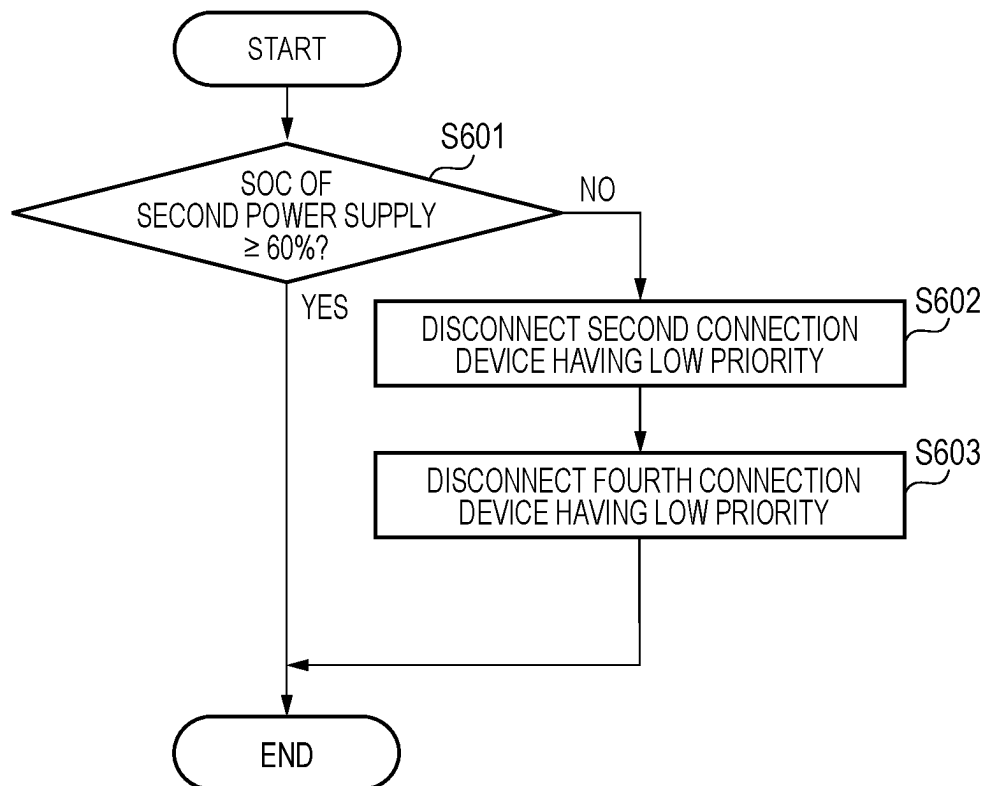 START
S601
SOC OF
SECOND POWER SUPPLY
≥ 60%?
NO
YES
S602
DISCONNECT SECOND CONNECTION
DEVICE HAVING LOW PRIORITY
S603
DISCONNECT FOURTH CONNECTION
DEVICE HAVING LOW PRIORITY
END